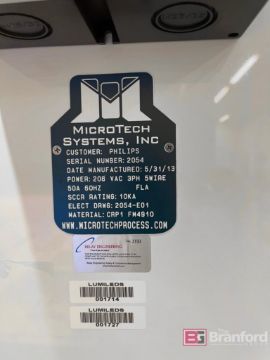 MICROTECH
SYSTEMS, INC
CUSTOMER: PHILIPS
SERIAL NUMBER: 2054
DATE MANUFACTURED: 5/31/13
POWER: 208 VAC 3PH 5WIRE
50A 60HZ FLA
SCCR RATING: 10KA
ELECT DRWG: 2054-E01
MATERIAL: CRP1 FM4910
WWW.MICROTECHPROCESS.COM
LUMILEDS
001714
LUMILEDS
001727
The Branford